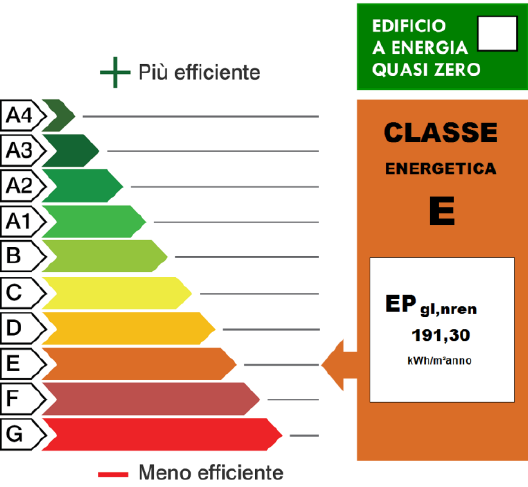 EDIFICIO
A ENERGIA
QUASI ZERO
+ Più efficiente
A4
A3
A2
A1
B
C
D
E
F
G
— Meno efficiente
CLASSE
ENERGETICA
E
EP gl,nren
191,30
kWh/m²anno